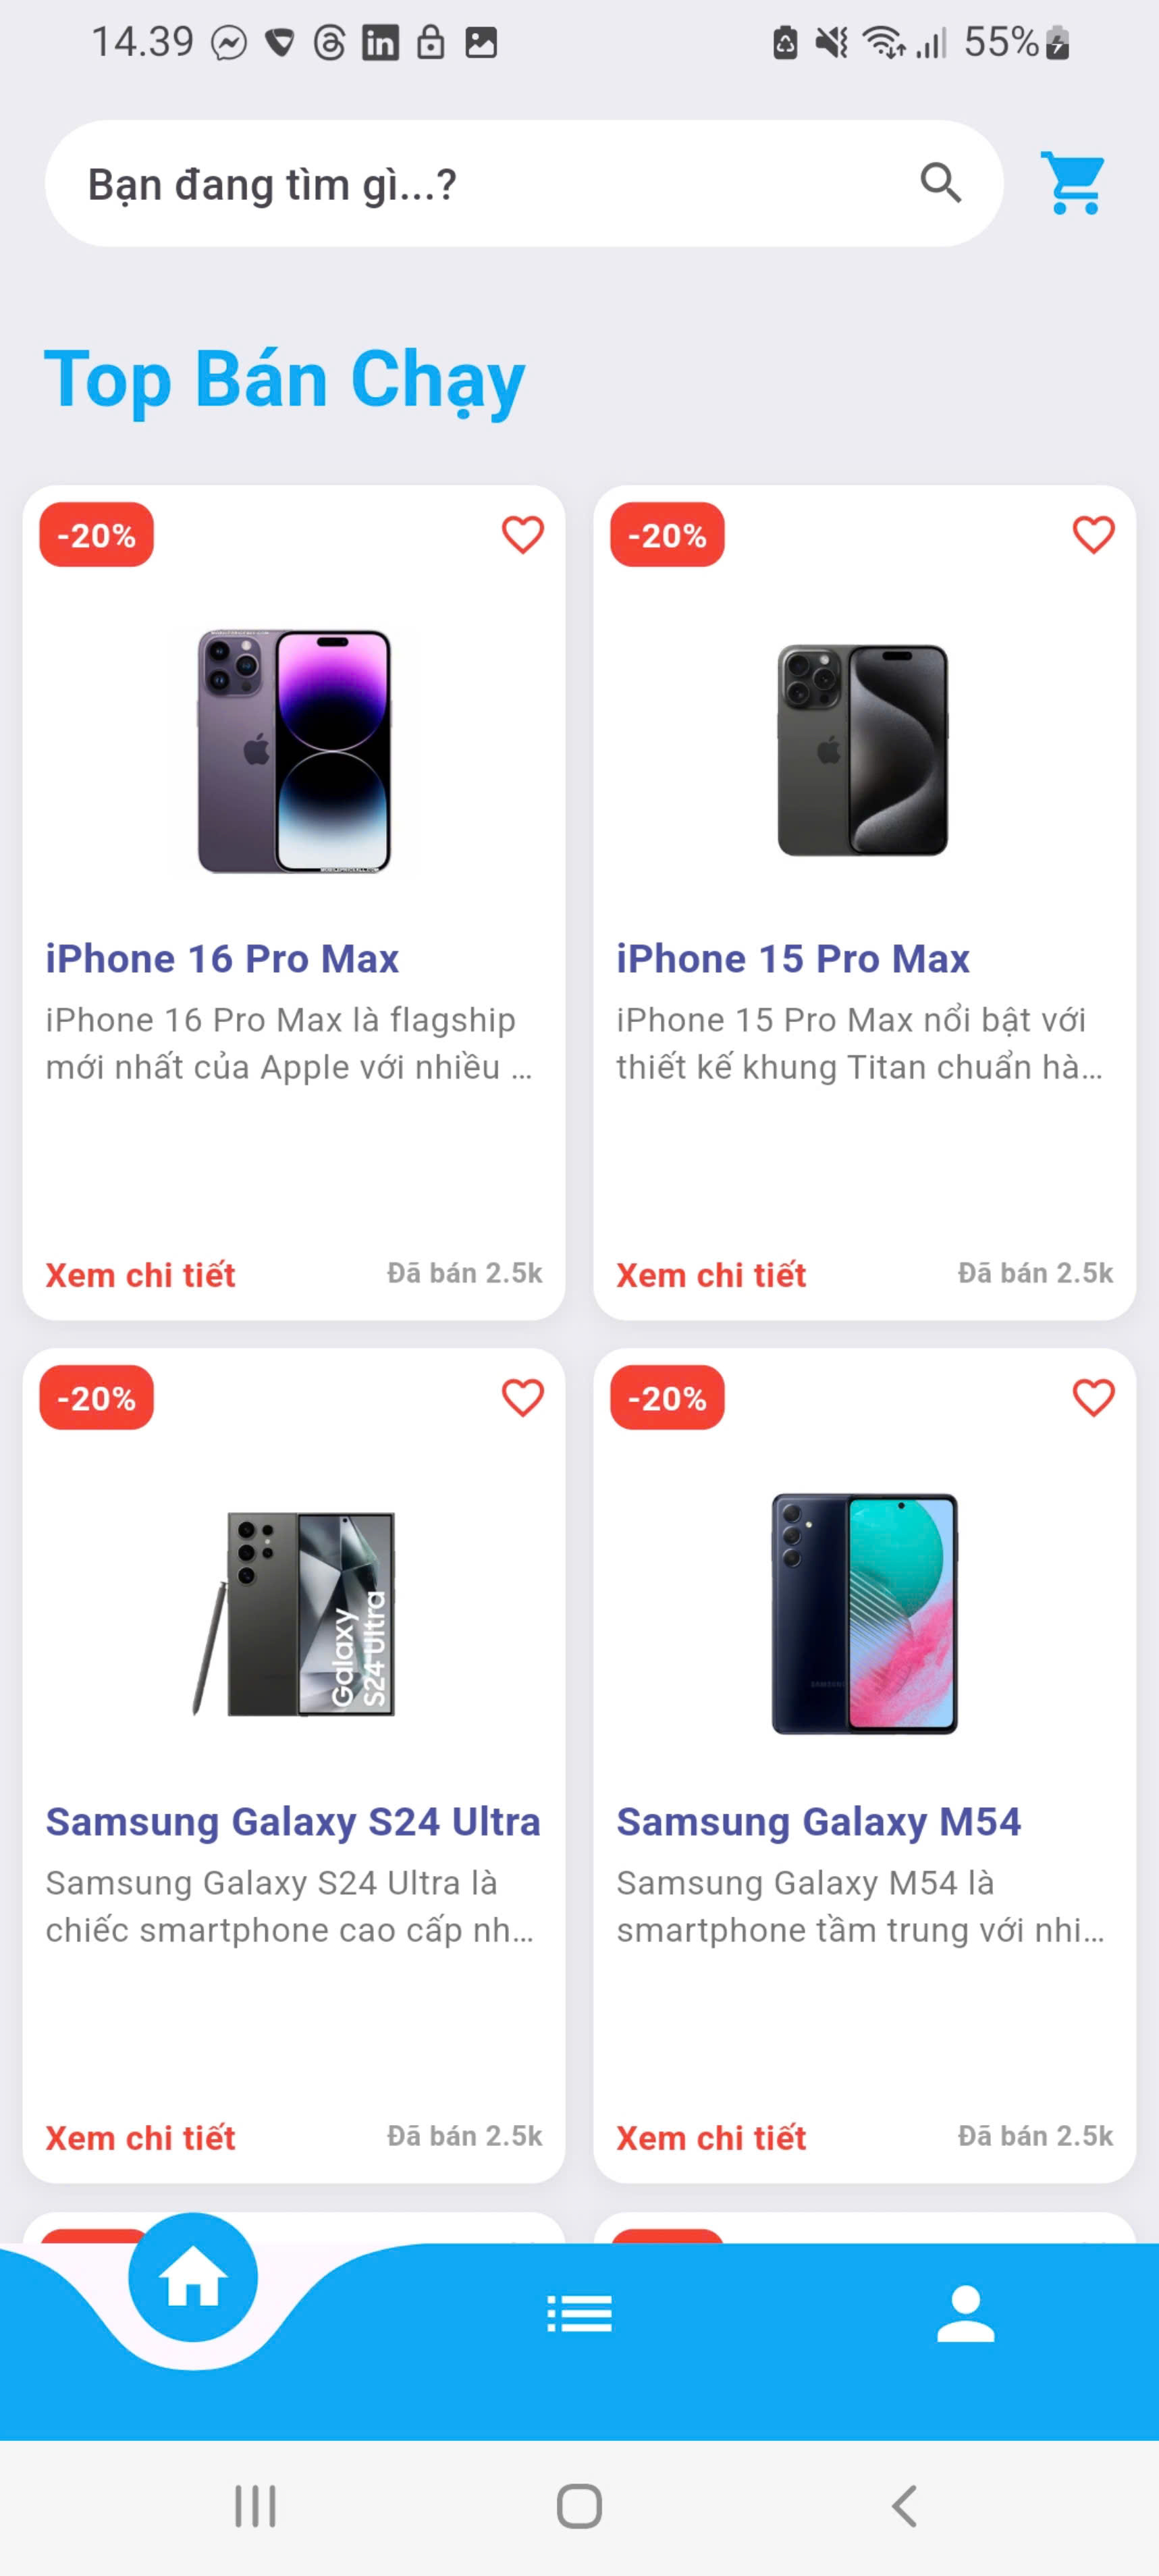 14.39
55%
Bạn đang tìm gì...?
Top Bán Chạy
-20%
-20%
iPhone 16 Pro Max
iPhone 16 Pro Max là flagship
mới nhất của Apple với nhiều ...
Xem chi tiết
Đã bán 2.5k
iPhone 15 Pro Max
iPhone 15 Pro Max nổi bật với
thiết kế khung Titan chuẩn hà...
Xem chi tiết
Đã bán 2.5k
-20%
-20%
Galaxy
S24 Ultra
SAMSUNG
Samsung Galaxy S24 Ultra
Samsung Galaxy S24 Ultra là
chiếc smartphone cao cấp nh...
Xem chi tiết
Đã bán 2.5k
Samsung Galaxy M54
Samsung Galaxy M54 là
smartphone tầm trung với nhi...
Xem chi tiết
Đã bán 2.5k